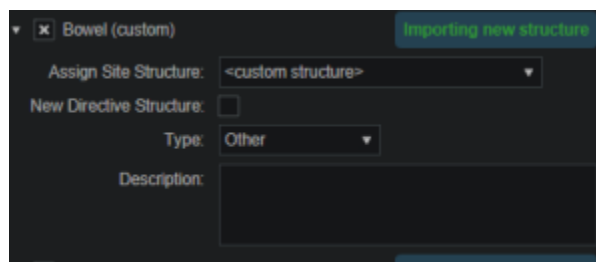 Bowel (custom) Importing new structure
Assign Site Structure: <custom structure>
New Directive Structure:
Type: Other
Description: